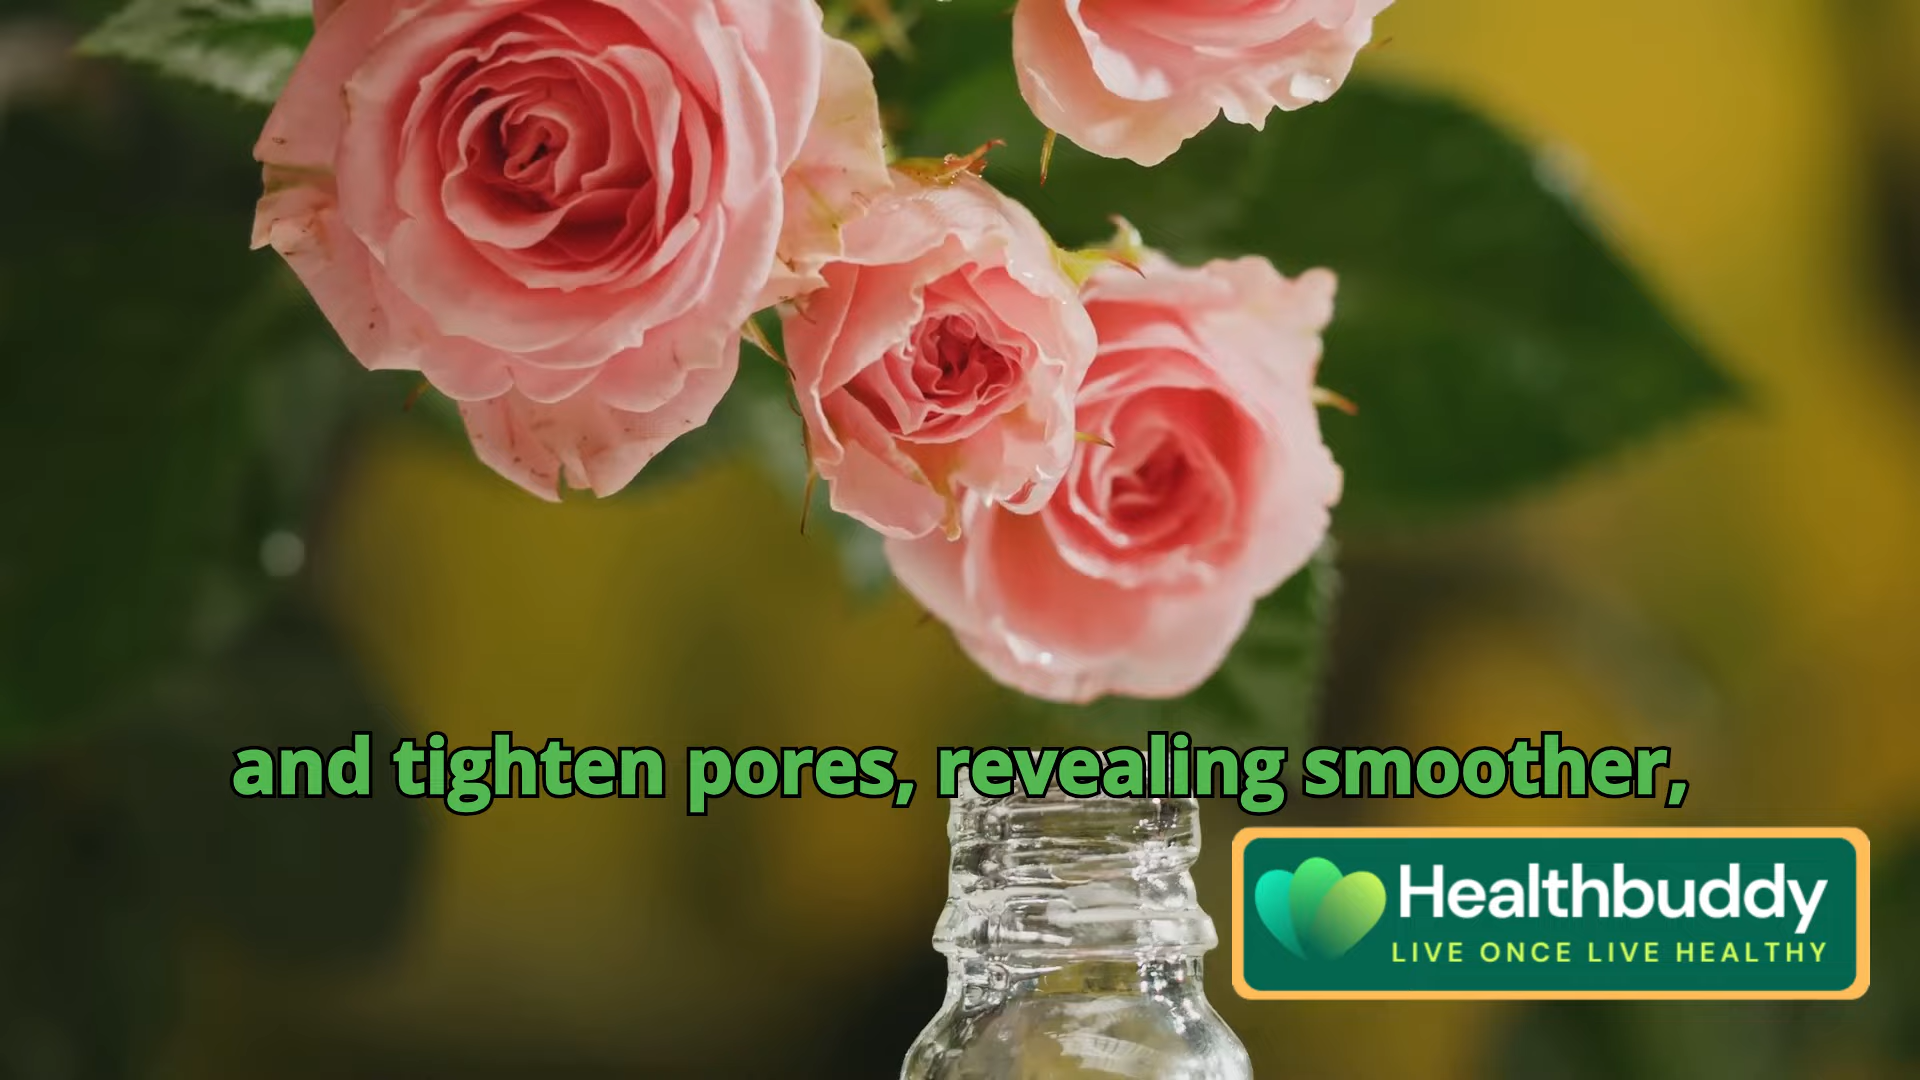 and tighten pores, revealing smoother,
Healthbuddy
LIVE ONCE LIVE HEALTHY